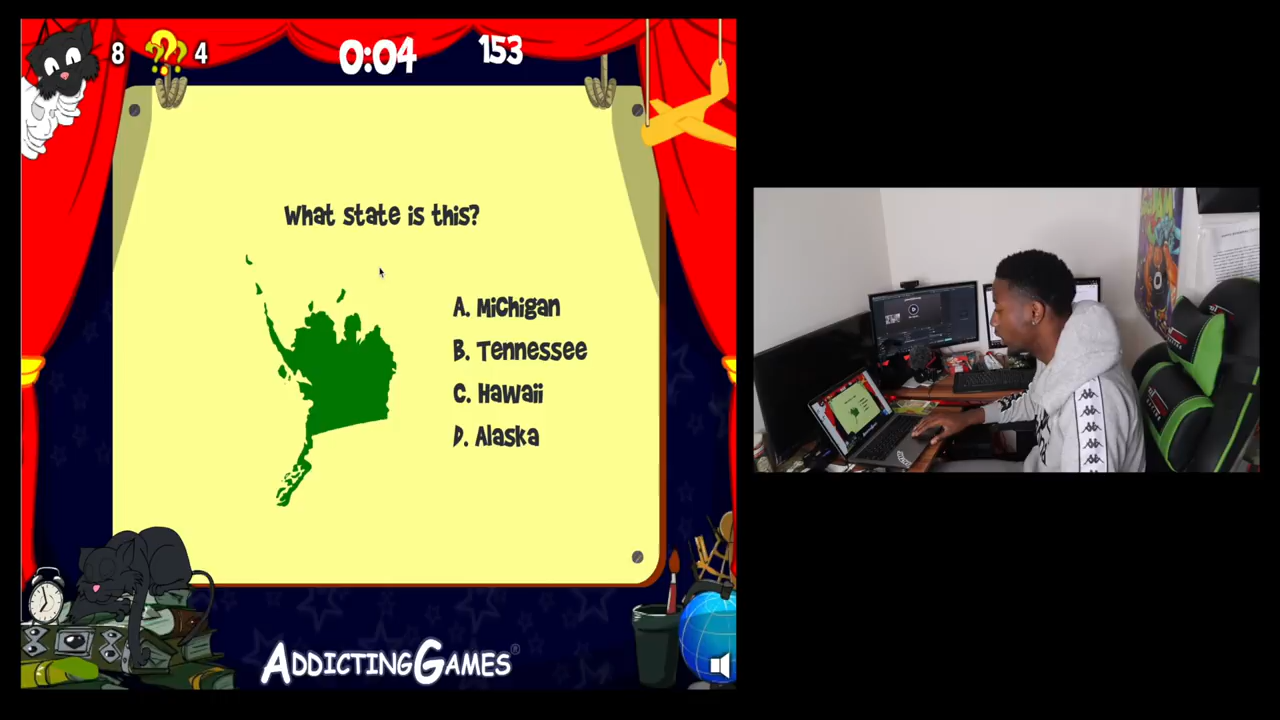 8 ??? 4 0:04 153
What state is this?
A. Michigan
B. Tennessee
C. Hawaii
D. Alaska
ADDICTINGGAMES®